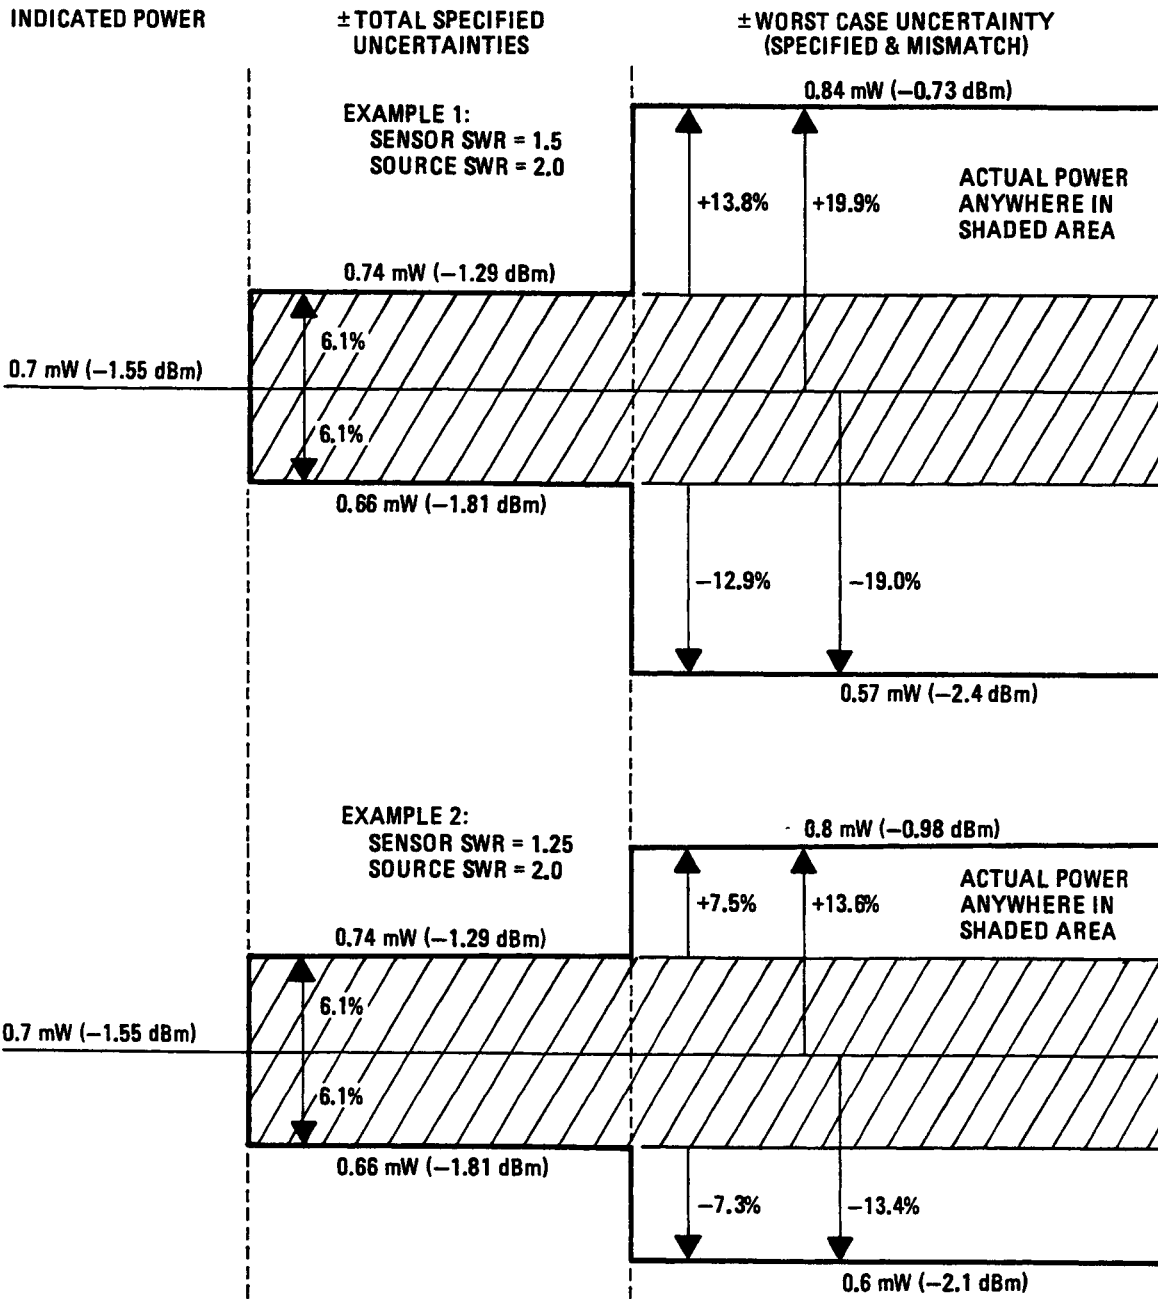 INDICATED POWER
±TOTAL SPECIFIED
UNCERTAINTIES
±WORST CASE UNCERTAINTY
(SPECIFIED & MISMATCH)
0.84 mW (−0.73 dBm)
EXAMPLE 1:
SENSOR SWR = 1.5
SOURCE SWR = 2.0
+13.8%
+19.9%
ACTUAL POWER
ANYWHERE IN
SHADED AREA
0.74 mW (−1.29 dBm)
6.1%
0.7 mW (−1.55 dBm)
6.1%
0.66 mW (−1.81 dBm)
−12.9%
−19.0%
0.57 mW (−2.4 dBm)
EXAMPLE 2:
SENSOR SWR = 1.25
SOURCE SWR = 2.0
0.8 mW (−0.98 dBm)
+7.5%
+13.6%
ACTUAL POWER
ANYWHERE IN
SHADED AREA
0.74 mW (−1.29 dBm)
6.1%
0.7 mW (−1.55 dBm)
6.1%
0.66 mW (−1.81 dBm)
−7.3%
−13.4%
0.6 mW (−2.1 dBm)